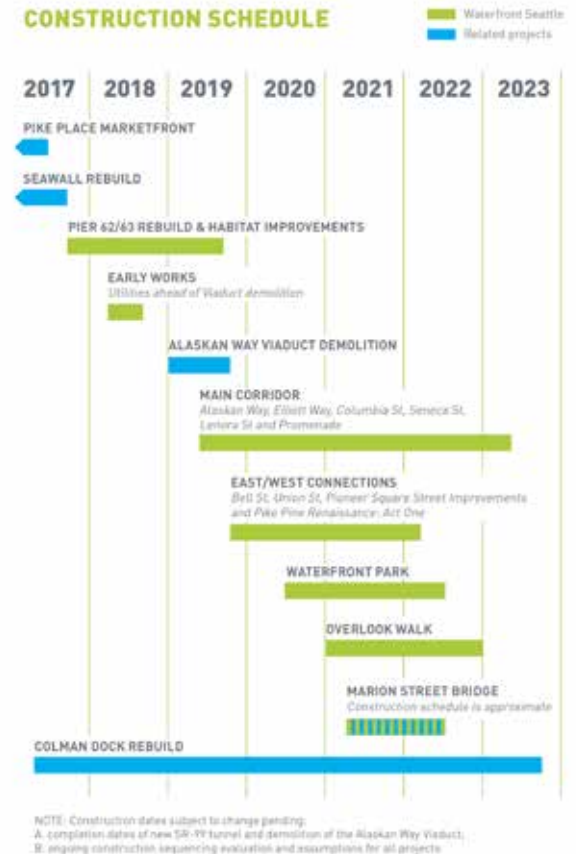 CONSTRUCTION SCHEDULE
Waterfront Seattle
Related projects
2017 2018 2019 2020 2021 2022 2023
PIKE PLACE MARKETFRONT
SEAWALL REBUILD
PIER 62/63 REBUILD & HABITAT IMPROVEMENTS
EARLY WORKS
Utilities ahead of Viaduct demolition
ALASKAN WAY VIADUCT DEMOLITION
MAIN CORRIDOR
Alaskan Way, Elliott Way, Columbia St, Seneca St,
Lenora St and Promenade
EAST/WEST CONNECTIONS
Bell St, Union St, Pioneer Square Street Improvements
and Pike Pine Renaissance: Act One
WATERFRONT PARK
OVERLOOK WALK
MARION STREET BRIDGE
Construction schedule is approximate
COLMAN DOCK REBUILD
NOTE: Construction dates subject to change pending:
A. completion dates of new SR-99 tunnel and demolition of the Alaskan Way Viaduct;
B. ongoing construction sequencing evaluation and assumptions for all projects